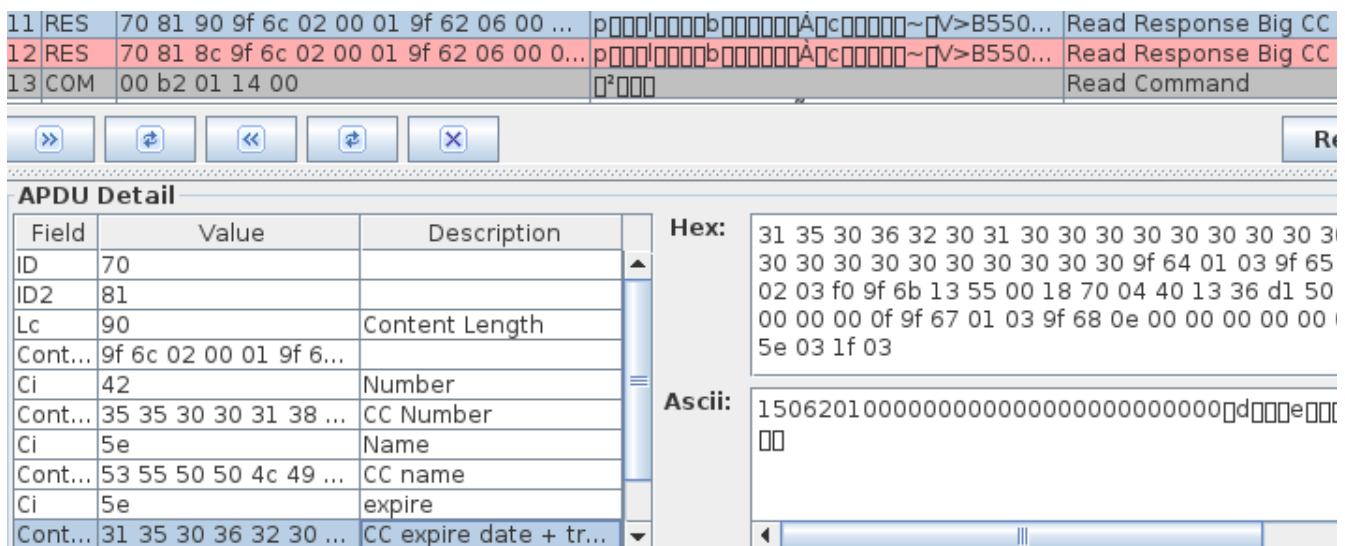 11 RES 70 81 90 9f 6c 02 00 01 9f 62 06 00 ... p▯▯▯l▯▯▯▯b▯▯▯▯▯▯Á▯c▯▯▯▯▯~▯V>B550... Read Response Big CC
12 RES 70 81 8c 9f 6c 02 00 01 9f 62 06 00 0... p▯▯▯l▯▯▯▯b▯▯▯▯▯▯À▯c▯▯▯▯▯~▯V>B550... Read Response Big CC
13 COM 00 b2 01 14 00 ▯²▯▯▯ Read Command
APDU Detail
Field Value Description
ID 70
ID2 81
Lc 90 Content Length
Cont... 9f 6c 02 00 01 9f 6...
Ci 42 Number
Cont... 35 35 30 30 31 38 ... CC Number
Ci 5e Name
Cont... 53 55 50 50 4c 49 ... CC name
Ci 5e expire
Cont... 31 35 30 36 32 30 ... CC expire date + tr...
Hex:
31 35 30 36 32 30 31 30 30 30 30 30 30 30 30
30 30 30 30 30 30 30 30 30 30 9f 64 01 03 9f 65
02 03 f0 9f 6b 13 55 00 18 70 04 40 13 36 d1 50
00 00 00 0f 9f 67 01 03 9f 68 0e 00 00 00 00 00
5e 03 1f 03
Ascii: